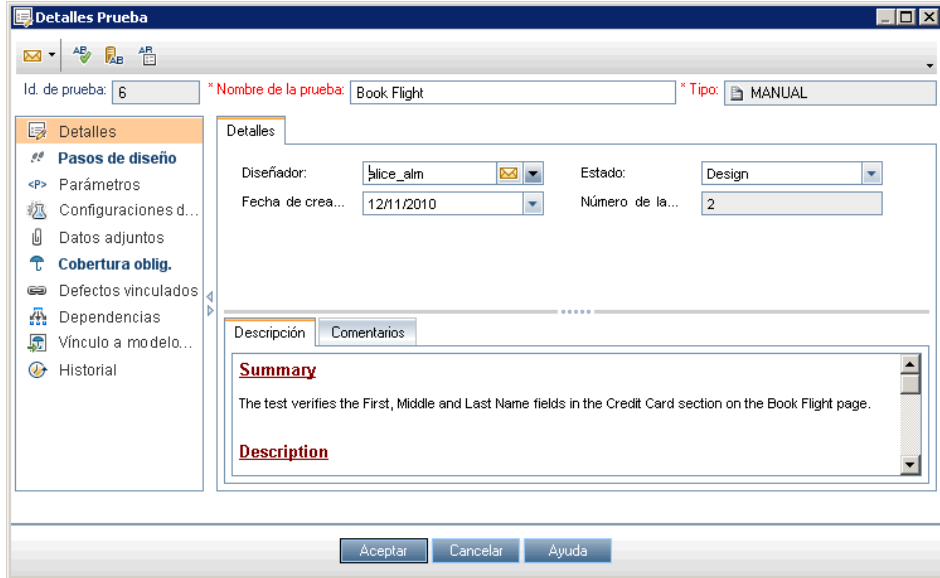 Detalles Prueba
Id. de prueba: 6 * Nombre de la prueba: Book Flight * Tipo: MANUAL
Detalles
Pasos de diseño
<P> Parámetros
Configuraciones d...
Datos adjuntos
Cobertura oblig.
Defectos vinculados
Dependencias
Vínculo a modelo...
Historial
Detalles
Diseñador: alice_alm Estado: Design
Fecha de crea... 12/11/2010 Número de la... 2
Descripción Comentarios
Summary
The test verifies the First, Middle and Last Name fields in the Credit Card section on the Book Flight page.
Description
Aceptar Cancelar Ayuda